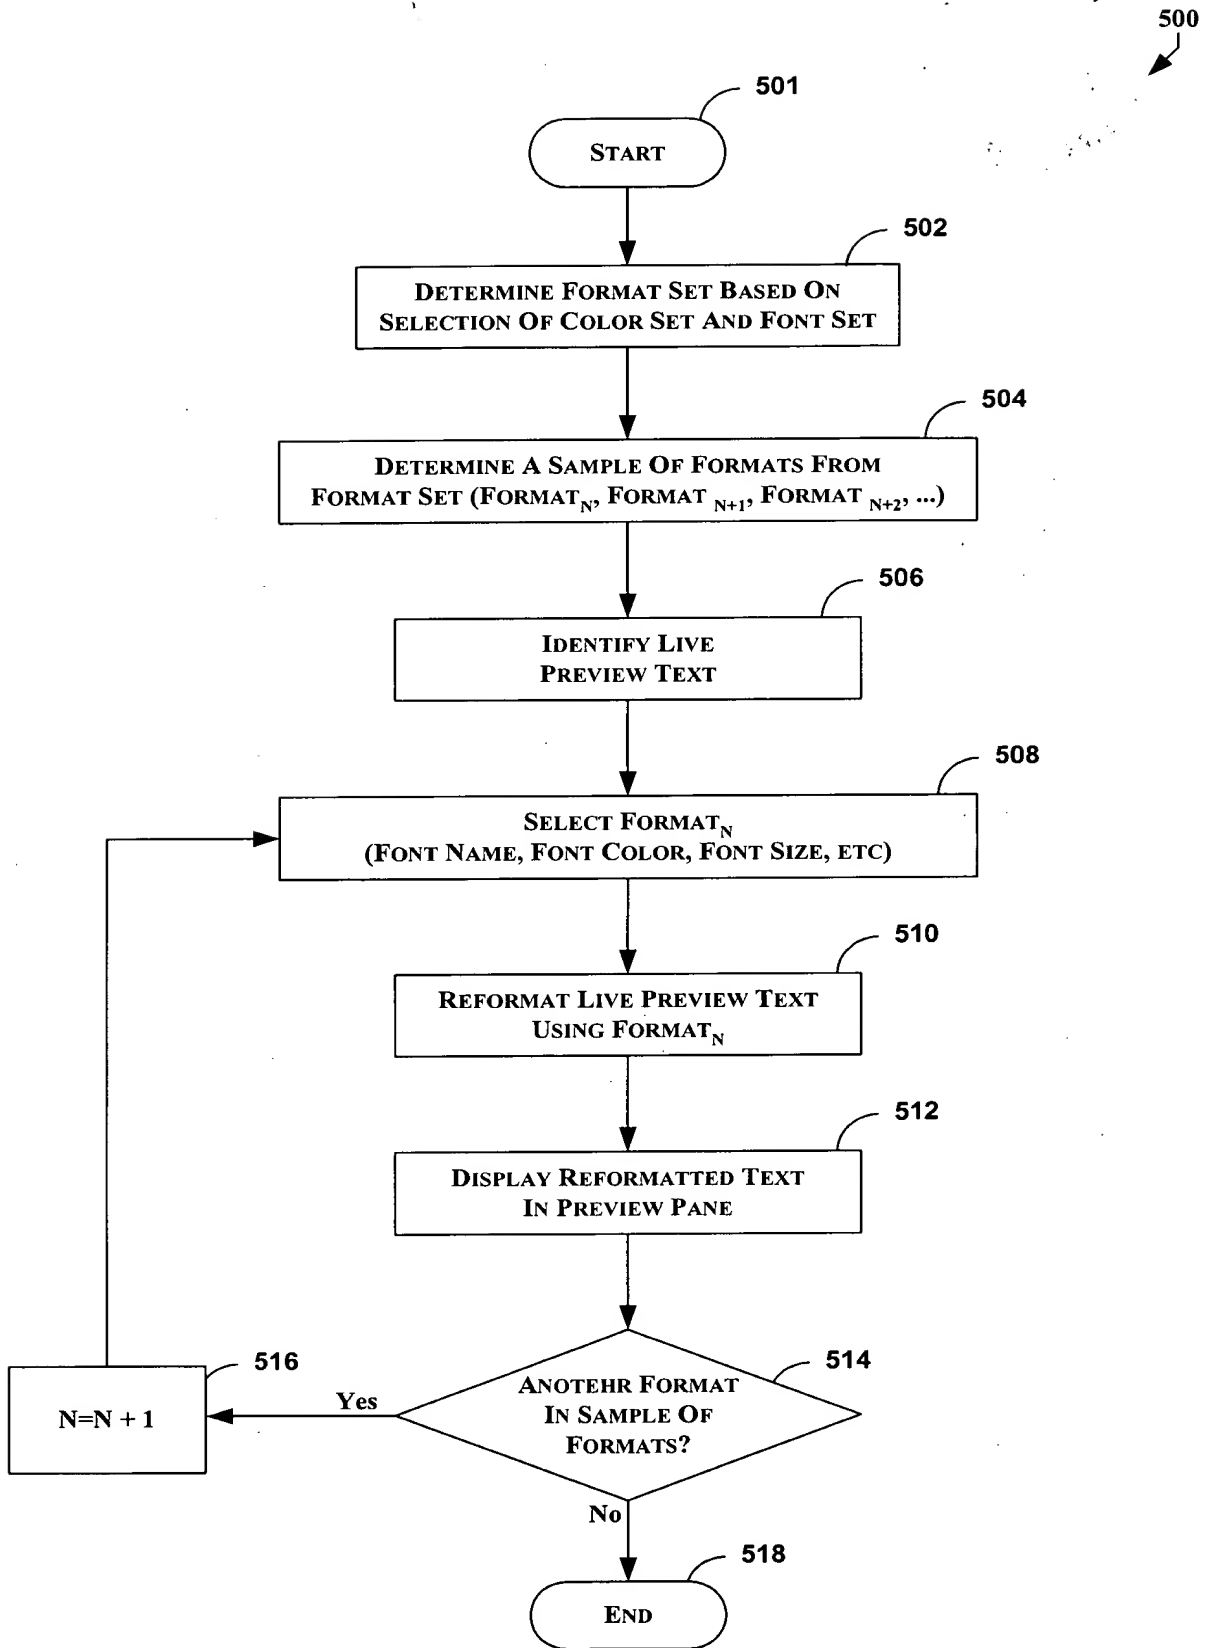 500
501
START
502
DETERMINE FORMAT SET BASED ON
SELECTION OF COLOR SET AND FONT SET
504
DETERMINE A SAMPLE OF FORMATS FROM
FORMAT SET (FORMATN, FORMAT N+1, FORMAT N+2, ...)
506
IDENTIFY LIVE
PREVIEW TEXT
508
SELECT FORMATN
(FONT NAME, FONT COLOR, FONT SIZE, ETC)
510
REFORMAT LIVE PREVIEW TEXT
USING FORMATN
512
DISPLAY REFORMATTED TEXT
IN PREVIEW PANE
514
ANOTEHR FORMAT
IN SAMPLE OF
FORMATS?
Yes
516
N=N + 1
No
518
END